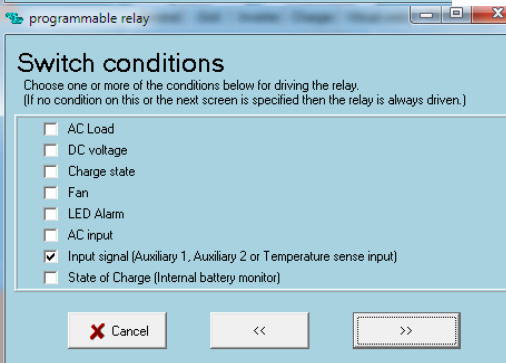 programmable relay
Switch conditions
Choose one or more of the conditions below for driving the relay.
(If no condition on this or the next screen is specified then the relay is always driven.)
AC Load
DC voltage
Charge state
Fan
LED Alarm
AC input
Input signal (Auxiliary 1, Auxiliary 2 or Temperature sense input)
State of Charge (Internal battery monitor)
Cancel
<<
>>